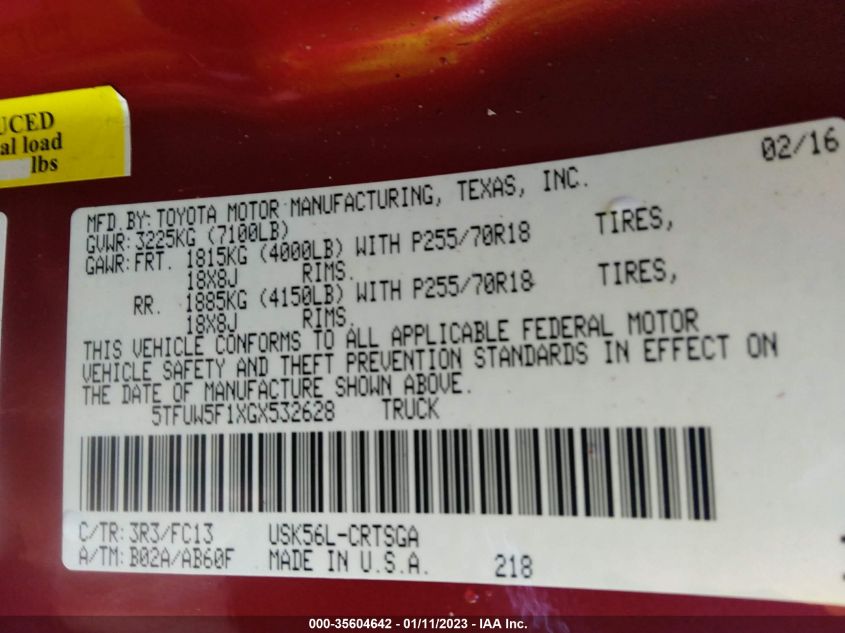 UCED
al load
lbs
02/16
MFD.BY:TOYOTA MOTOR MANUFACTURING, TEXAS, INC.
GVWR:3225KG (7100LB)
GAWR:FRT. 1815KG (4000LB) WITH P255/70R18 TIRES,
18X8J RIMS.
RR. 1885KG (4150LB) WITH P255/70R18 TIRES,
18X8J RIMS.
THIS VEHICLE CONFORMS TO ALL APPLICABLE FEDERAL MOTOR
VEHICLE SAFETY AND THEFT PREVENTION STANDARDS IN EFFECT ON
THE DATE OF MANUFACTURE SHOWN ABOVE.
5TFUW5F1XGX532628 TRUCK
C/TR:3R3/FC13 USK56L-CRTSGA
A/TM:B02A/AB60F MADE IN U.S.A. 218
000-35604642 — 01/11/2023 — IAA Inc.